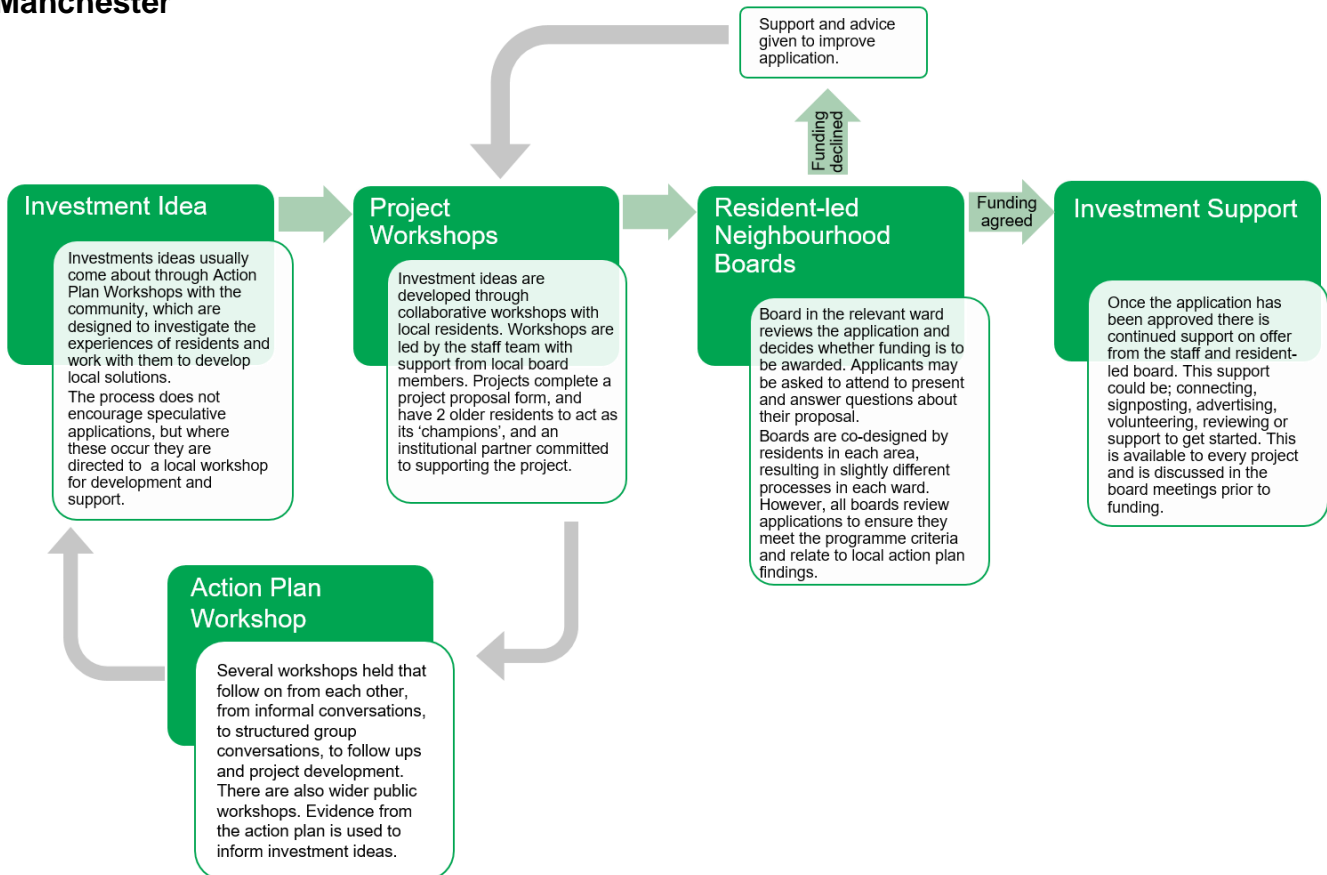 Manchester
Support and advice
given to improve
application.
Funding
declined
Investment Idea
Investments ideas usually
come about through Action
Plan Workshops with the
community, which are
designed to investigate the
experiences of residents and
work with them to develop
local solutions.
The process does not
encourage speculative
applications, but where
these occur they are
directed to a local workshop
for development and
support.
Project
Workshops
Investment ideas are
developed through
collaborative workshops with
local residents. Workshops are
led by the staff team with
support from local board
members. Projects complete a
project proposal form, and
have 2 older residents to act as
its ‘champions’, and an
institutional partner committed
to supporting the project.
Resident-led
Neighbourhood
Boards
Board in the relevant ward
reviews the application and
decides whether funding is to
be awarded. Applicants may
be asked to attend to present
and answer questions about
their proposal.
Boards are co-designed by
residents in each area,
resulting in slightly different
processes in each ward.
However, all boards review
applications to ensure they
meet the programme criteria
and relate to local action plan
findings.
Funding
agreed
Investment Support
Once the application has
been approved there is
continued support on offer
from the staff and resident-
led board. This support
could be; connecting,
signposting, advertising,
volunteering, reviewing or
support to get started. This
is available to every project
and is discussed in the
board meetings prior to
funding.
Action Plan
Workshop
Several workshops held that
follow on from each other,
from informal conversations,
to structured group
conversations, to follow ups
and project development.
There are also wider public
workshops. Evidence from
the action plan is used to
inform investment ideas.